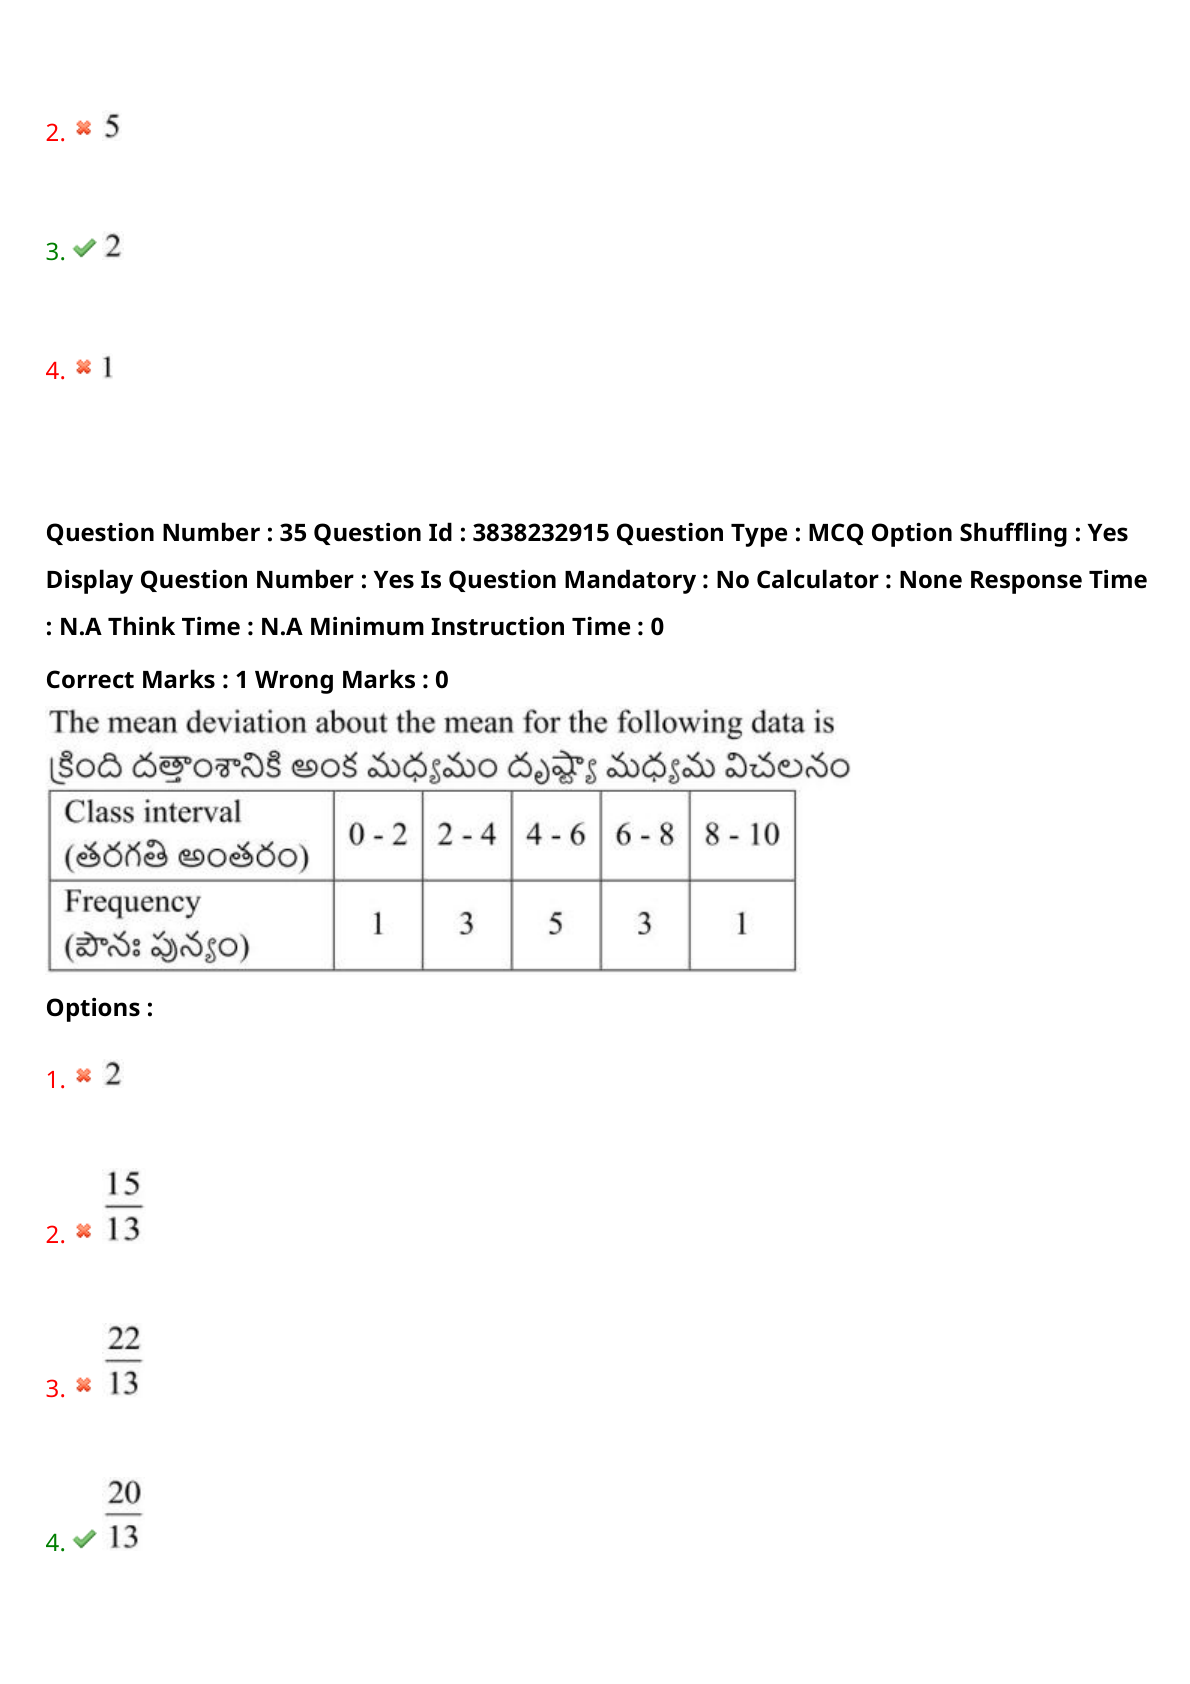 2. 5
3. 2
4. 1
Question Number : 35 Question Id : 3838232915 Question Type : MCQ Option Shuffling : Yes
Display Question Number : Yes Is Question Mandatory : No Calculator : None Response Time
: N.A Think Time : N.A Minimum Instruction Time : 0
Correct Marks : 1 Wrong Marks : 0
The mean deviation about the mean for the following data is
క్రింది దత్తాంశానికి అంక మధ్యమం దృష్ట్యా మధ్యమ విచలనం
Class interval
(తరగతి అంతరం) 0 - 2 2 - 4 4 - 6 6 - 8 8 - 10
Frequency
(పౌనః పున్యం) 1 3 5 3 1
Options :
1. 2
2. 15/13
3. 22/13
4. 20/13